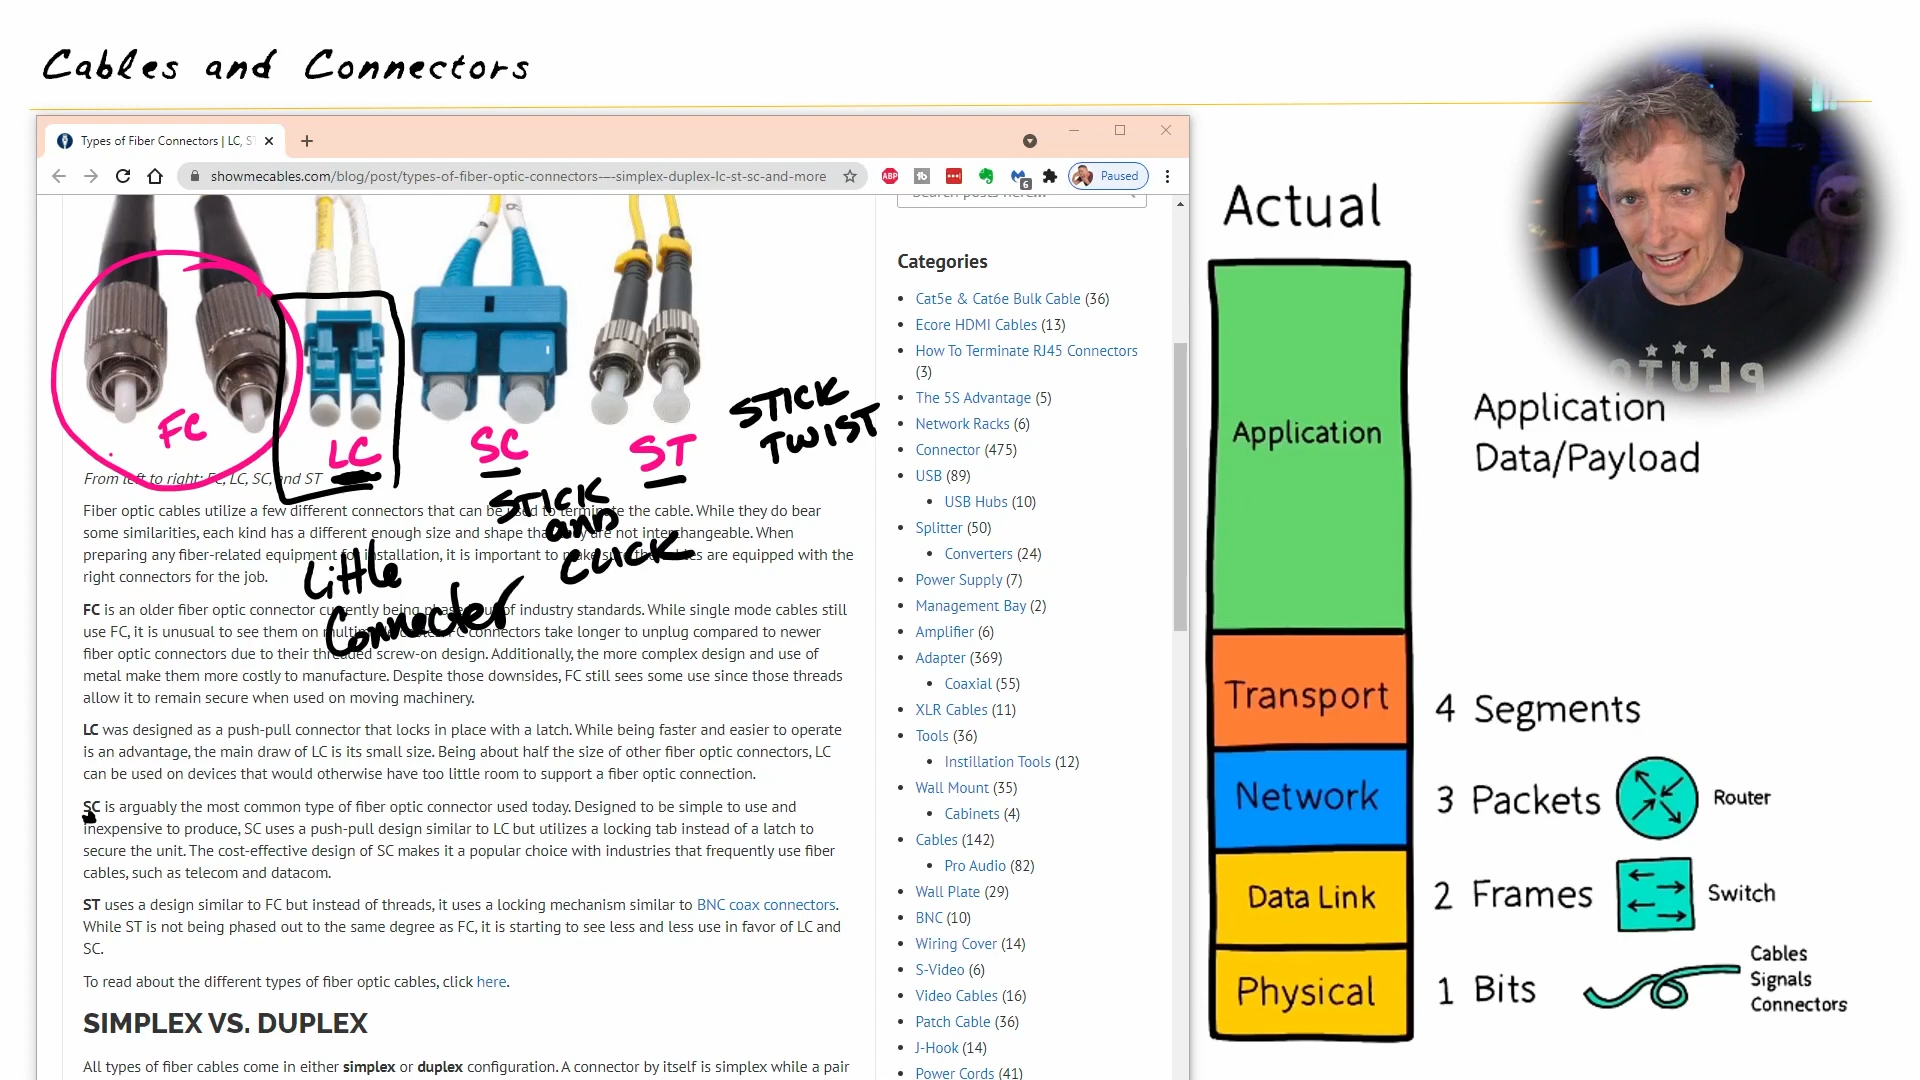 Cables and Connectors
Types of Fiber Connectors | LC, S
showmecables.com/blog/post/types-of-fiber-optic-connectors---simplex-duplex-lc-st-sc-and-more
ABP
6
Paused
FC
LC
SC
ST
STICK
TWIST
STICK
AND
CLICK
Little
Connecter
From left to right: FC, LC, SC, and ST
Fiber optic cables utilize a few different connectors that can be used to terminate the cable. While they do bear
some similarities, each kind has a different enough size and shape that they are not interchangeable. When
preparing any fiber-related equipment for installation, it is important to make sure the cables are equipped with the
right connectors for the job.
FC is an older fiber optic connector currently being phased out of industry standards. While single mode cables still
use FC, it is unusual to see them on multimode cables. FC connectors take longer to unplug compared to newer
fiber optic connectors due to their threaded screw-on design. Additionally, the more complex design and use of
metal make them more costly to manufacture. Despite those downsides, FC still sees some use since those threads
allow it to remain secure when used on moving machinery.
LC was designed as a push-pull connector that locks in place with a latch. While being faster and easier to operate
is an advantage, the main draw of LC is its small size. Being about half the size of other fiber optic connectors, LC
can be used on devices that would otherwise have too little room to support a fiber optic connection.
SC is arguably the most common type of fiber optic connector used today. Designed to be simple to use and
inexpensive to produce, SC uses a push-pull design similar to LC but utilizes a locking tab instead of a latch to
secure the unit. The cost-effective design of SC makes it a popular choice with industries that frequently use fiber
cables, such as telecom and datacom.
ST uses a design similar to FC but instead of threads, it uses a locking mechanism similar to BNC coax connectors.
While ST is not being phased out to the same degree as FC, it is starting to see less and less use in favor of LC and
SC.
To read about the different types of fiber optic cables, click here.
SIMPLEX VS. DUPLEX
All types of fiber cables come in either simplex or duplex configuration. A connector by itself is simplex while a pair
Search posts here...
Categories
Cat5e & Cat6e Bulk Cable (36)
Ecore HDMI Cables (13)
How To Terminate RJ45 Connectors
(3)
The 5S Advantage (5)
Network Racks (6)
Connector (475)
USB (89)
USB Hubs (10)
Splitter (50)
Converters (24)
Power Supply (7)
Management Bay (2)
Amplifier (6)
Adapter (369)
Coaxial (55)
XLR Cables (11)
Tools (36)
Instillation Tools (12)
Wall Mount (35)
Cabinets (4)
Cables (142)
Pro Audio (82)
Wall Plate (29)
BNC (10)
Wiring Cover (14)
S-Video (6)
Video Cables (16)
Patch Cable (36)
J-Hook (14)
Power Cords (41)
Actual
Application
Transport
Network
Data Link
Physical
PLUTO
Application
Data/Payload
4 Segments
3 Packets
Router
2 Frames
Switch
1 Bits
Cables
Signals
Connectors